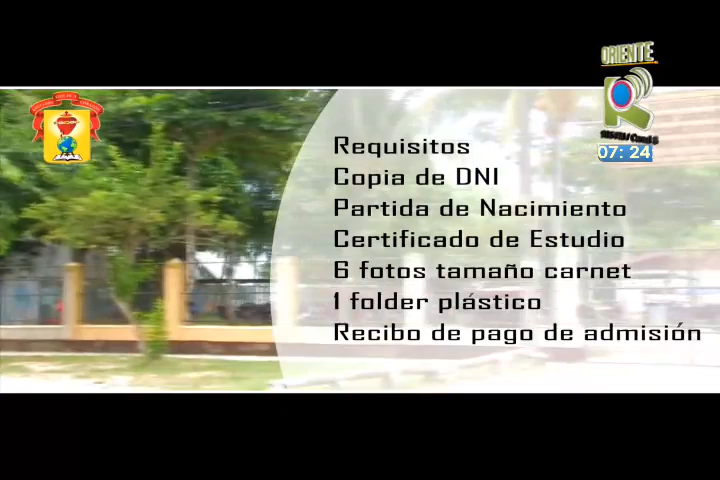 ORIENTE
07: 24
Requisitos
Copia de DNI
Partida de Nacimiento
Certificado de Estudio
6 fotos tamaño carnet
1 folder plástico
Recibo de pago de admisión